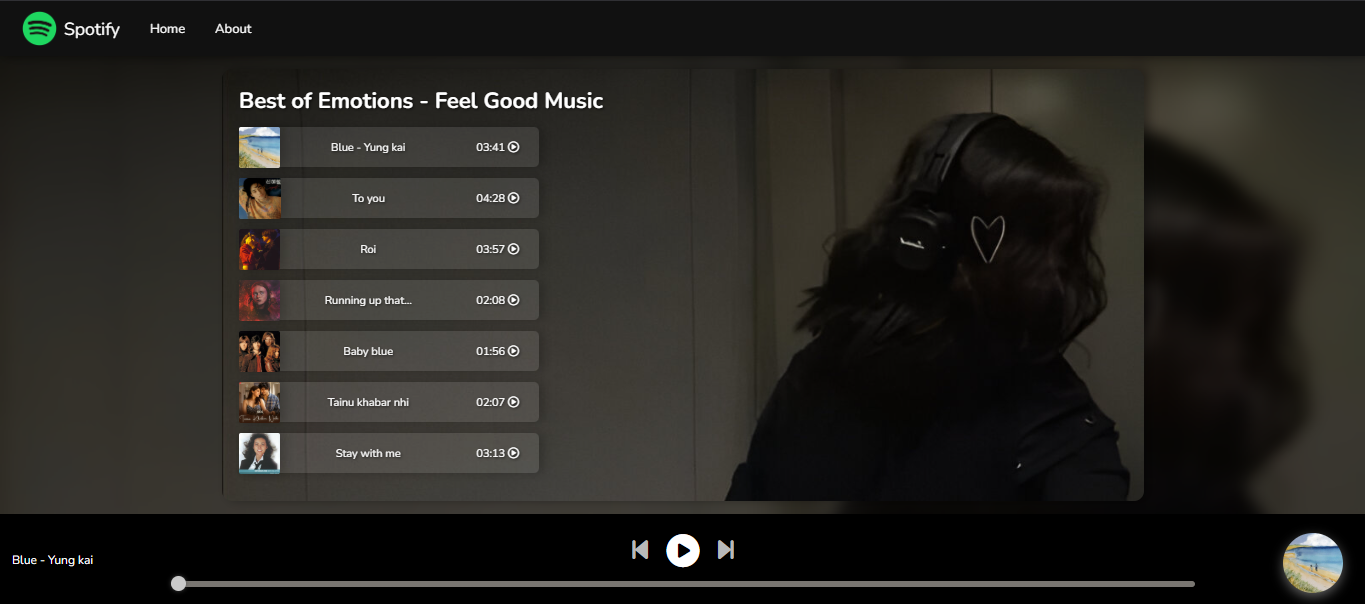 Spotify Home About
Best of Emotions - Feel Good Music
Blue - Yung kai 03:41
To you 04:28
Roi 03:57
Running up that... 02:08
Baby blue 01:56
Tainu khabar nhi 02:07
Stay with me 03:13
Blue - Yung kai